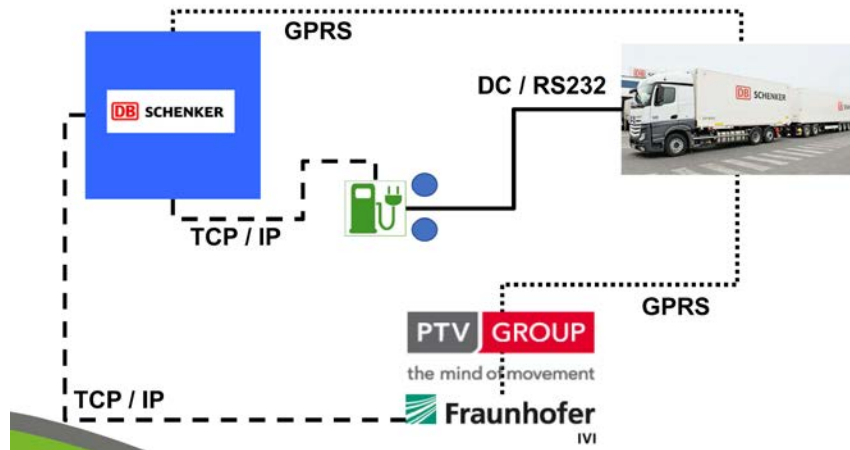 GPRS
DB SCHENKER
DC / RS232
DB SCHENKER
TCP / IP
GPRS
PTV GROUP
the mind of movement
TCP / IP
Fraunhofer
IVI